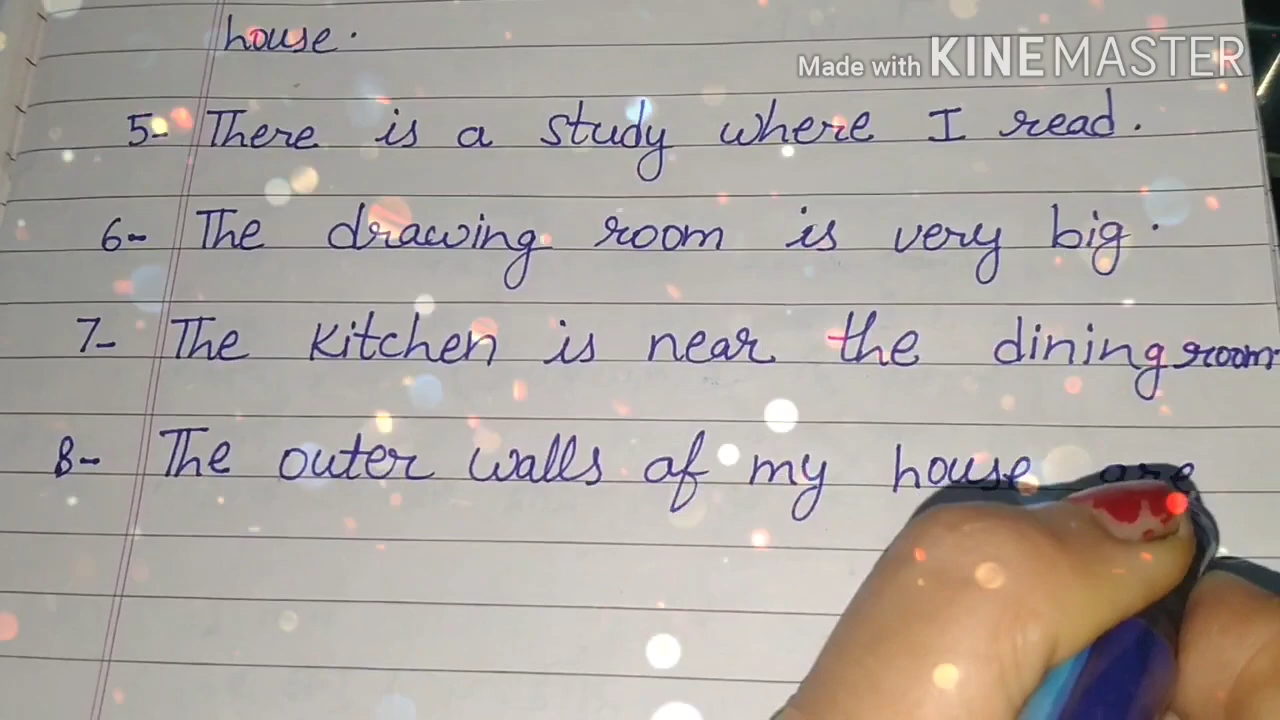 house.
Made with KINEMASTER
5- There is a study where I read.
6- The drawing room is very big.
7- The kitchen is near the dining room
8- The outer walls of my house are